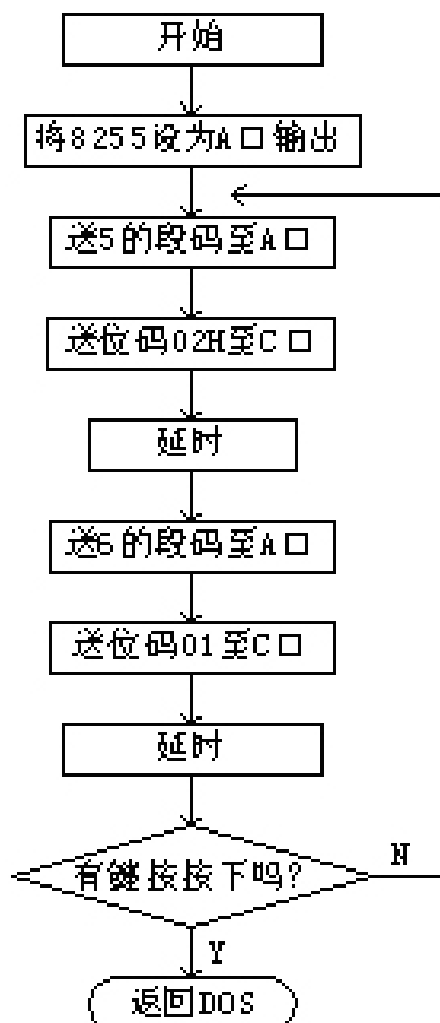 开始
将8255设为A口输出
送5的段码至A口
送位码02H至C口
延时
送6的段码至A口
送位码01至C口
延时
有键按按下吗?
N
Y
返回DOS